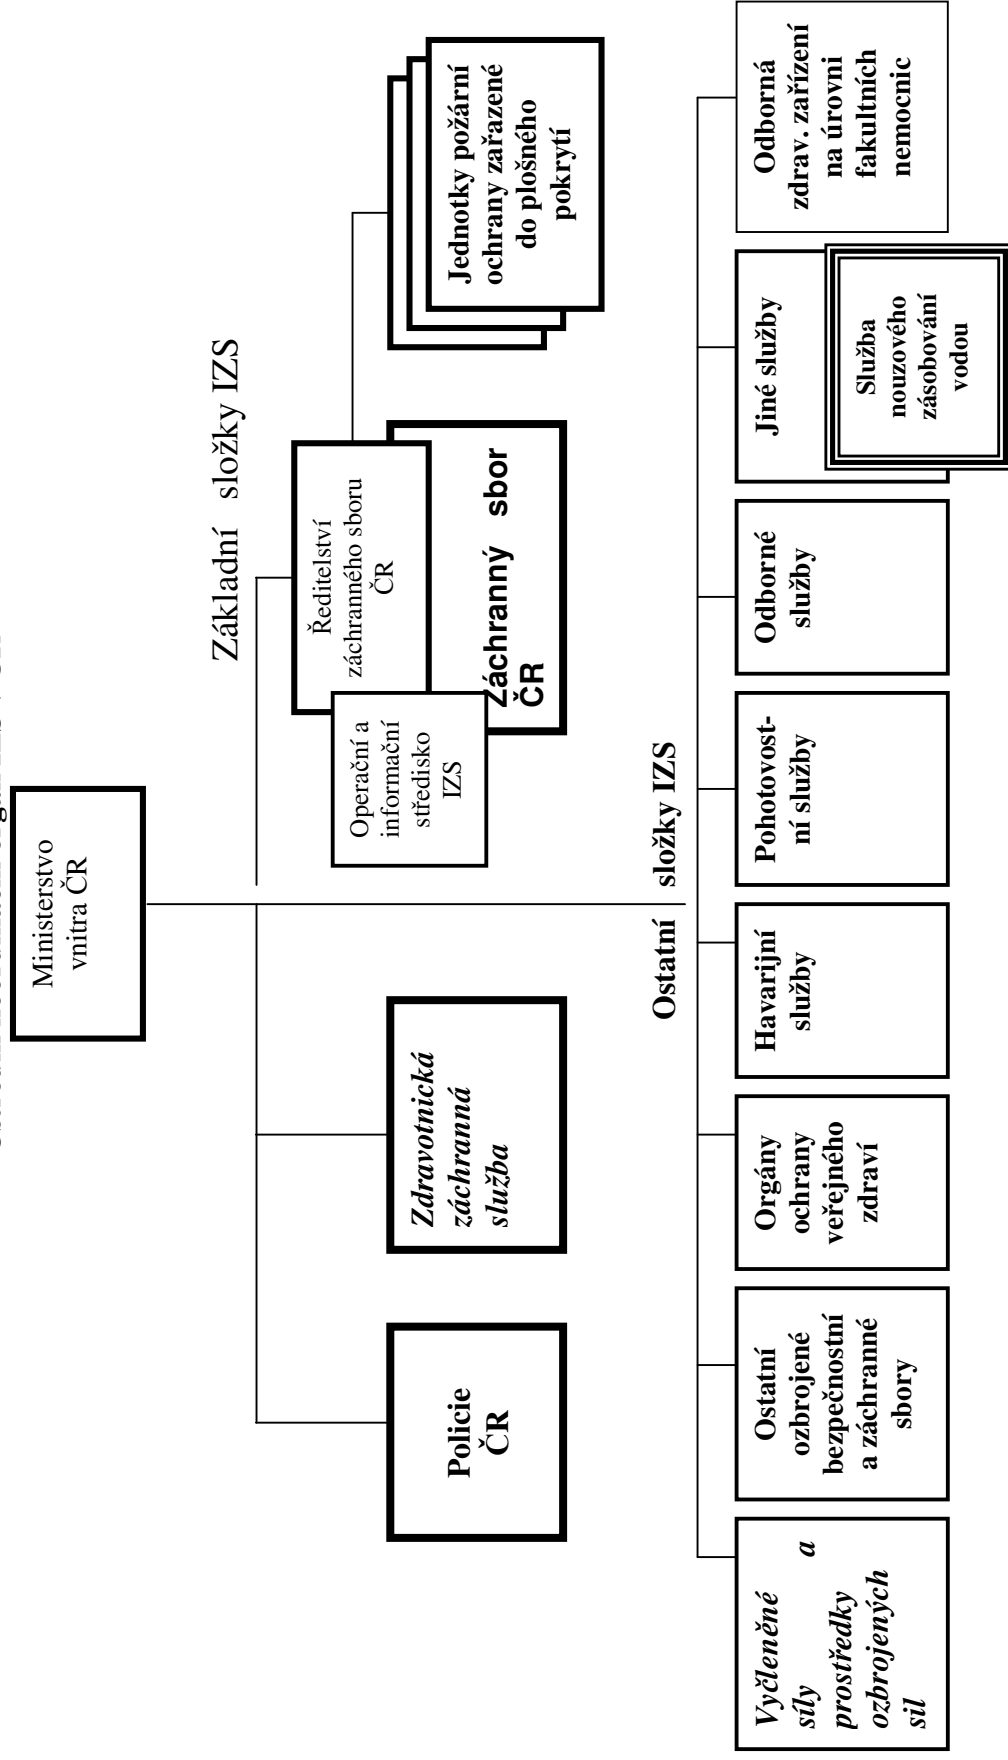 Ministerstvo
vnitra ČR
Základní složky IZS
Policie
ČR
Zdravotnická
záchranná
služba
Operační a
informační
středisko
IZS
Ředitelství
záchranného sboru
ČR
Záchranný sbor
ČR
Jednotky požární
ochrany zařazené
do plošného
pokrytí
Ostatní složky IZS
Vyčleněné
síly a
prostředky
ozbrojených
sil
Ostatní
ozbrojené
bezpečnostní
a záchranné
sbory
Orgány
ochrany
veřejného
zdraví
Havarijní
služby
Pohotovost-
ní služby
Odborné
služby
Jiné služby
Služba
nouzového
zásobování
vodou
Odborná
zdrav. zařízení
na úrovni
fakultních
nemocnic